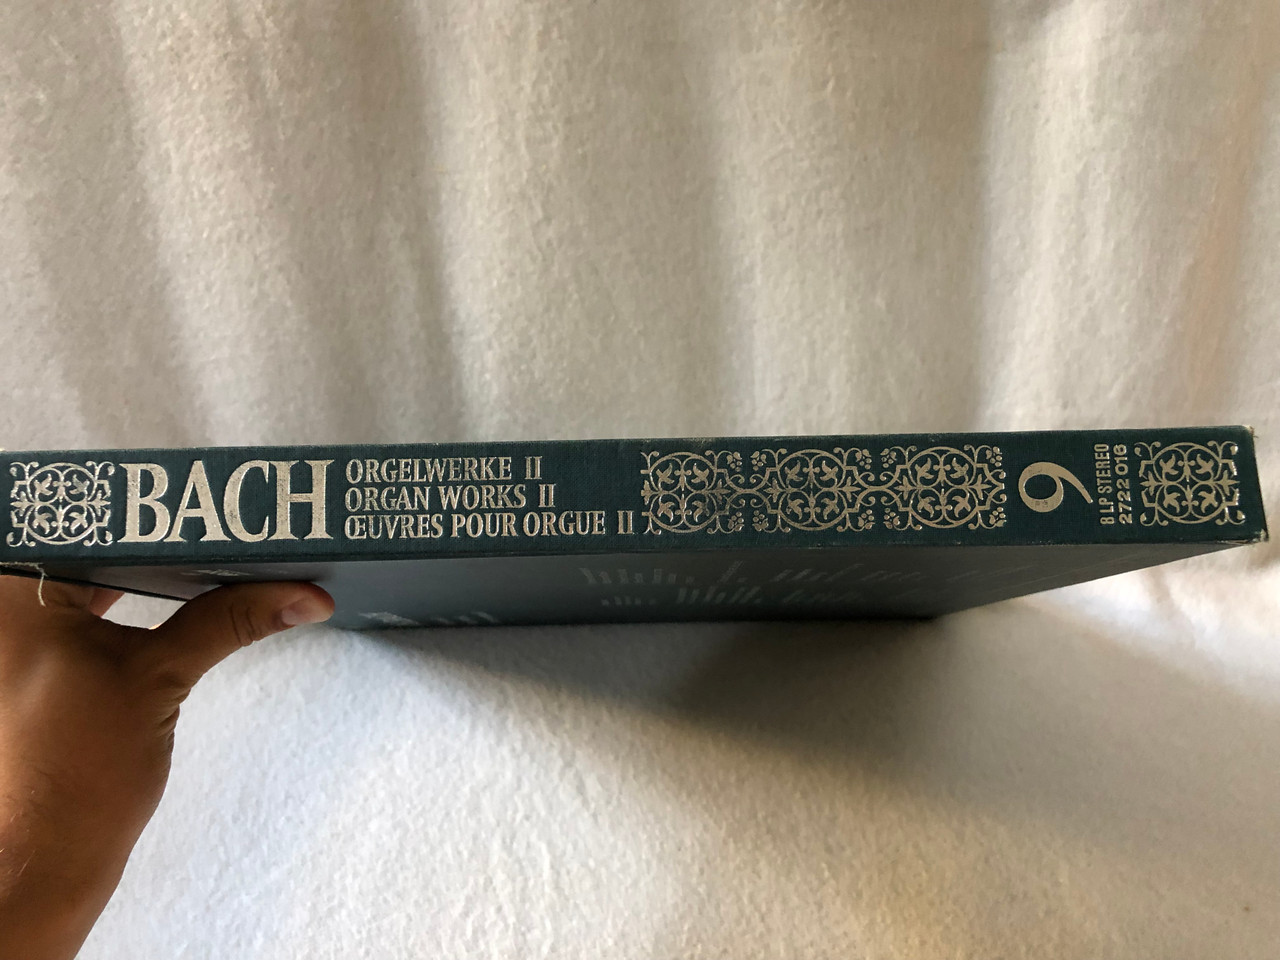 BACH
ORGELWERKE II
ORGAN WORKS II
ŒUVRES POUR ORGUE II
9
8 LP STEREO
2722 016